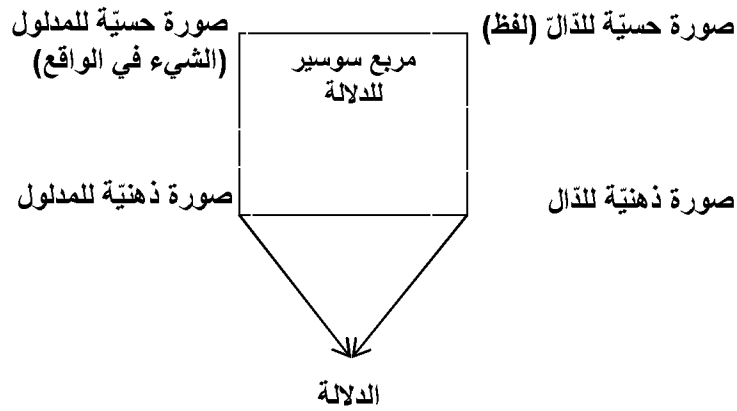 صورة حسيّة للدّالّ (لفظ)
صورة حسيّة للمدلول
(الشيء في الواقع)
مربع سوسير
للدلالة
صورة ذهنيّة للدّال
صورة ذهنيّة للمدلول
الدلالة